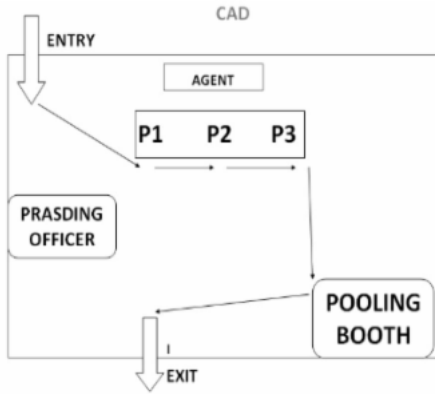 CAD
ENTRY
AGENT
P1 P2 P3
PRASDING
OFFICER
POOLING
BOOTH
I
EXIT